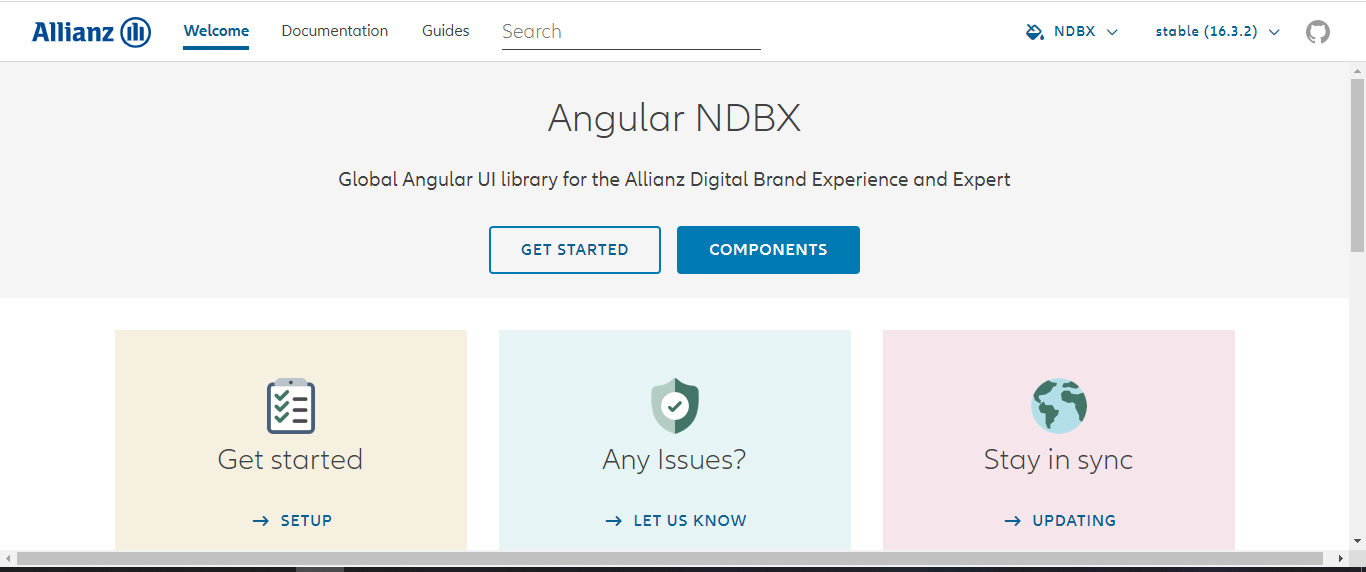 Allianz Welcome Documentation Guides Search NDBX stable (16.3.2)
Angular NDBX
Global Angular UI library for the Allianz Digital Brand Experience and Expert
GET STARTED COMPONENTS
Get started Any Issues? Stay in sync
SETUP LET US KNOW UPDATING